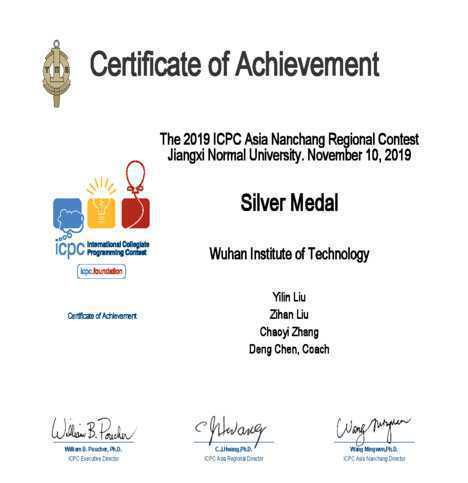 Certificate of Achievement
The 2019 ICPC Asia Nanchang Regional Contest
Jiangxi Normal University. November 10, 2019
Silver Medal
icpc International Collegiate
Programming Contest
icpc.foundation
Wuhan Institute of Technology
Certificate of Achievement
Yilin Liu
Zihan Liu
Chaoyi Zhang
Deng Chen, Coach
William B. Poucher
C.J.Hwang
Wang Mingwen
William B. Poucher, Ph.D.
ICPC Executive Director
C.J.Hwang,Ph.D.
ICPC Asia Regional Director
Wang Mingwen,Ph.D.
ICPC Asia Nanchang Director